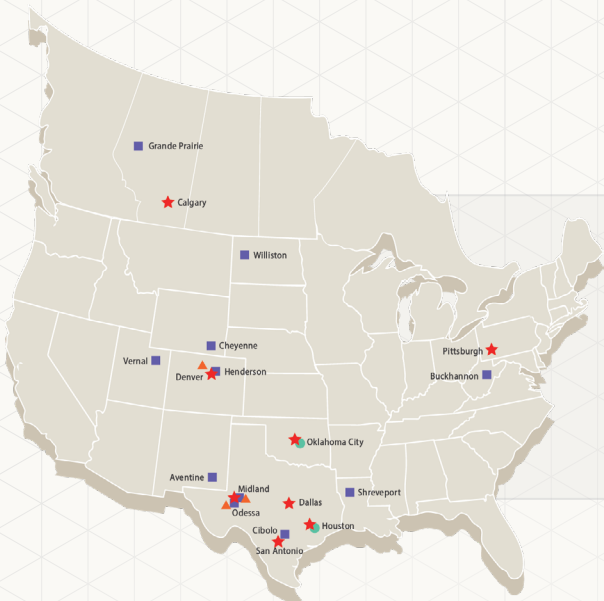 Grande Prairie
Calgary
Williston
Cheyenne
Pittsburgh
Vernal
Henderson
Denver
Buckhannon
Oklahoma City
Aventine
Midland
Shreveport
Dallas
Odessa
Houston
Cibolo
San Antonio